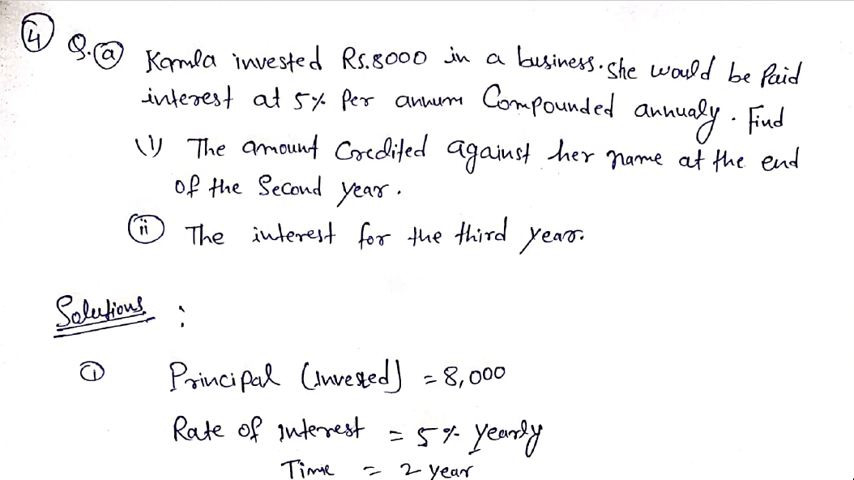 4 Q. a Kamla invested Rs.8000 in a business. She would be Paid
interest at 5% Per annum Compounded annualy. Find
(i) The amount Credited against her name at the end
of the Second year.
ii The interest for the third year.
Solutions :
i Principal (Invested) = 8,000
Rate of interest = 5% yearly
Time = 2 year